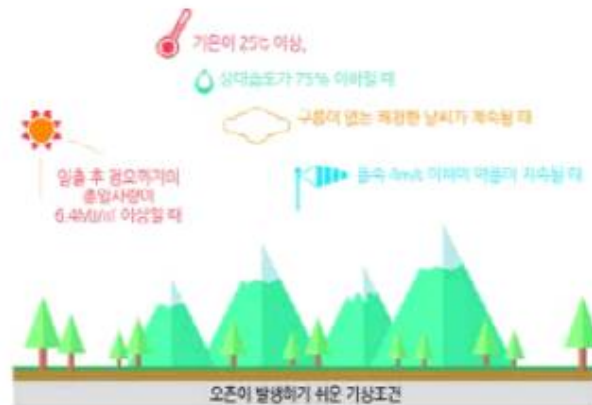 기온이 25℃ 이상,
상대습도가 75% 이하일 때
구름이 없는 쾌청한 날씨가 계속될 때
풍속 4m/s 이하의 약풍이 지속될 때
일출 후 정오까지의
총일사량이
6.4MJ/㎡ 이상일 때
오존이 발생하기 쉬운 기상조건